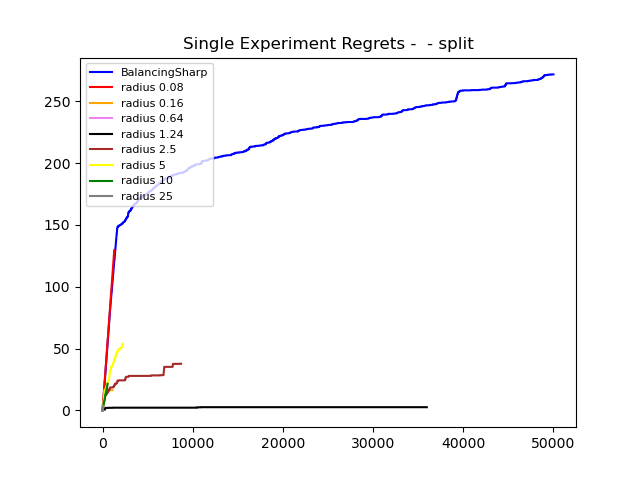 Single Experiment Regrets -  - split
BalancingSharp
radius 0.08
radius 0.16
radius 0.64
radius 1.24
radius 2.5
radius 5
radius 10
radius 25
250
200
150
100
50
0
0 10000 20000 30000 40000 50000